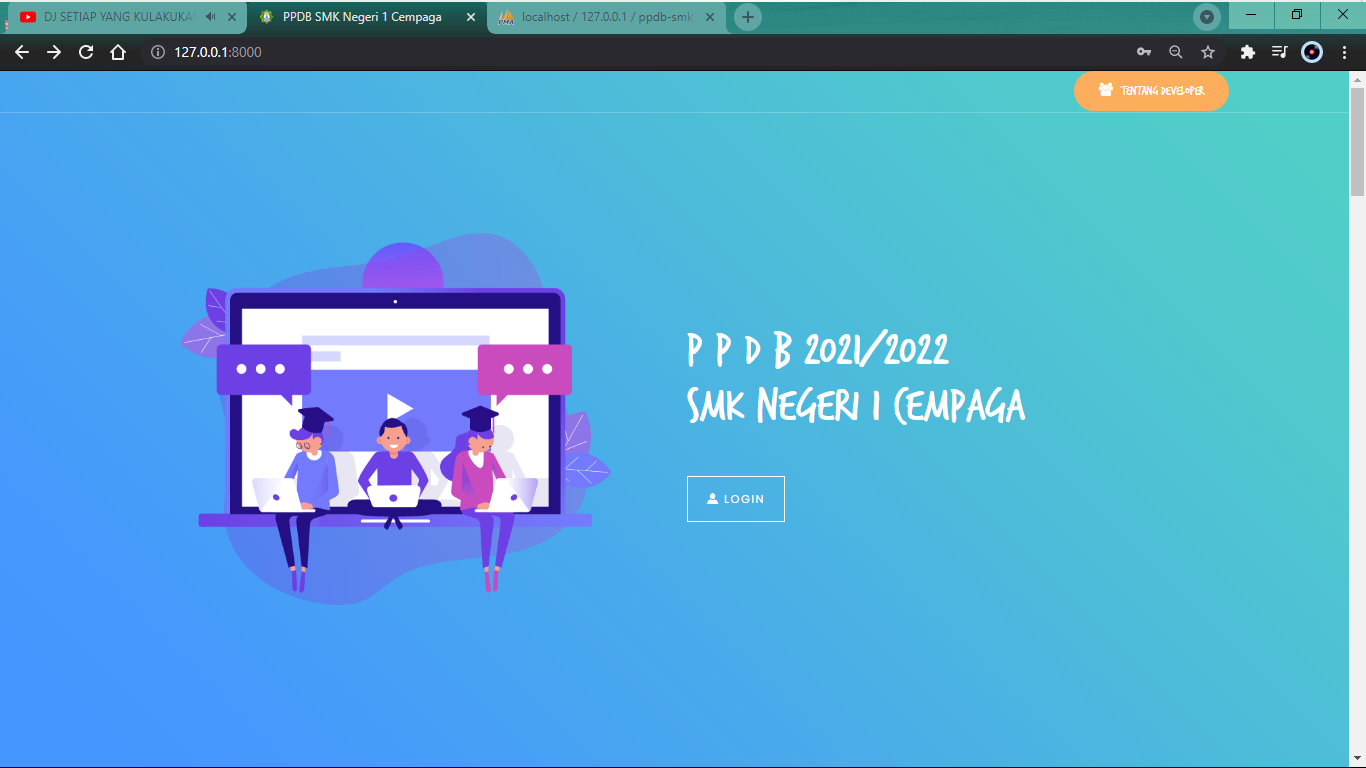 DJ SETIAP YANG KULAKUKA
PPDB SMK Negeri 1 Cempaga
localhost / 127.0.0.1 / ppdb-smk
127.0.0.1:8000
TENTANG DEVELOPER
P P D B 2021/2022
SMK NEGERI 1 CEMPAGA
LOGIN